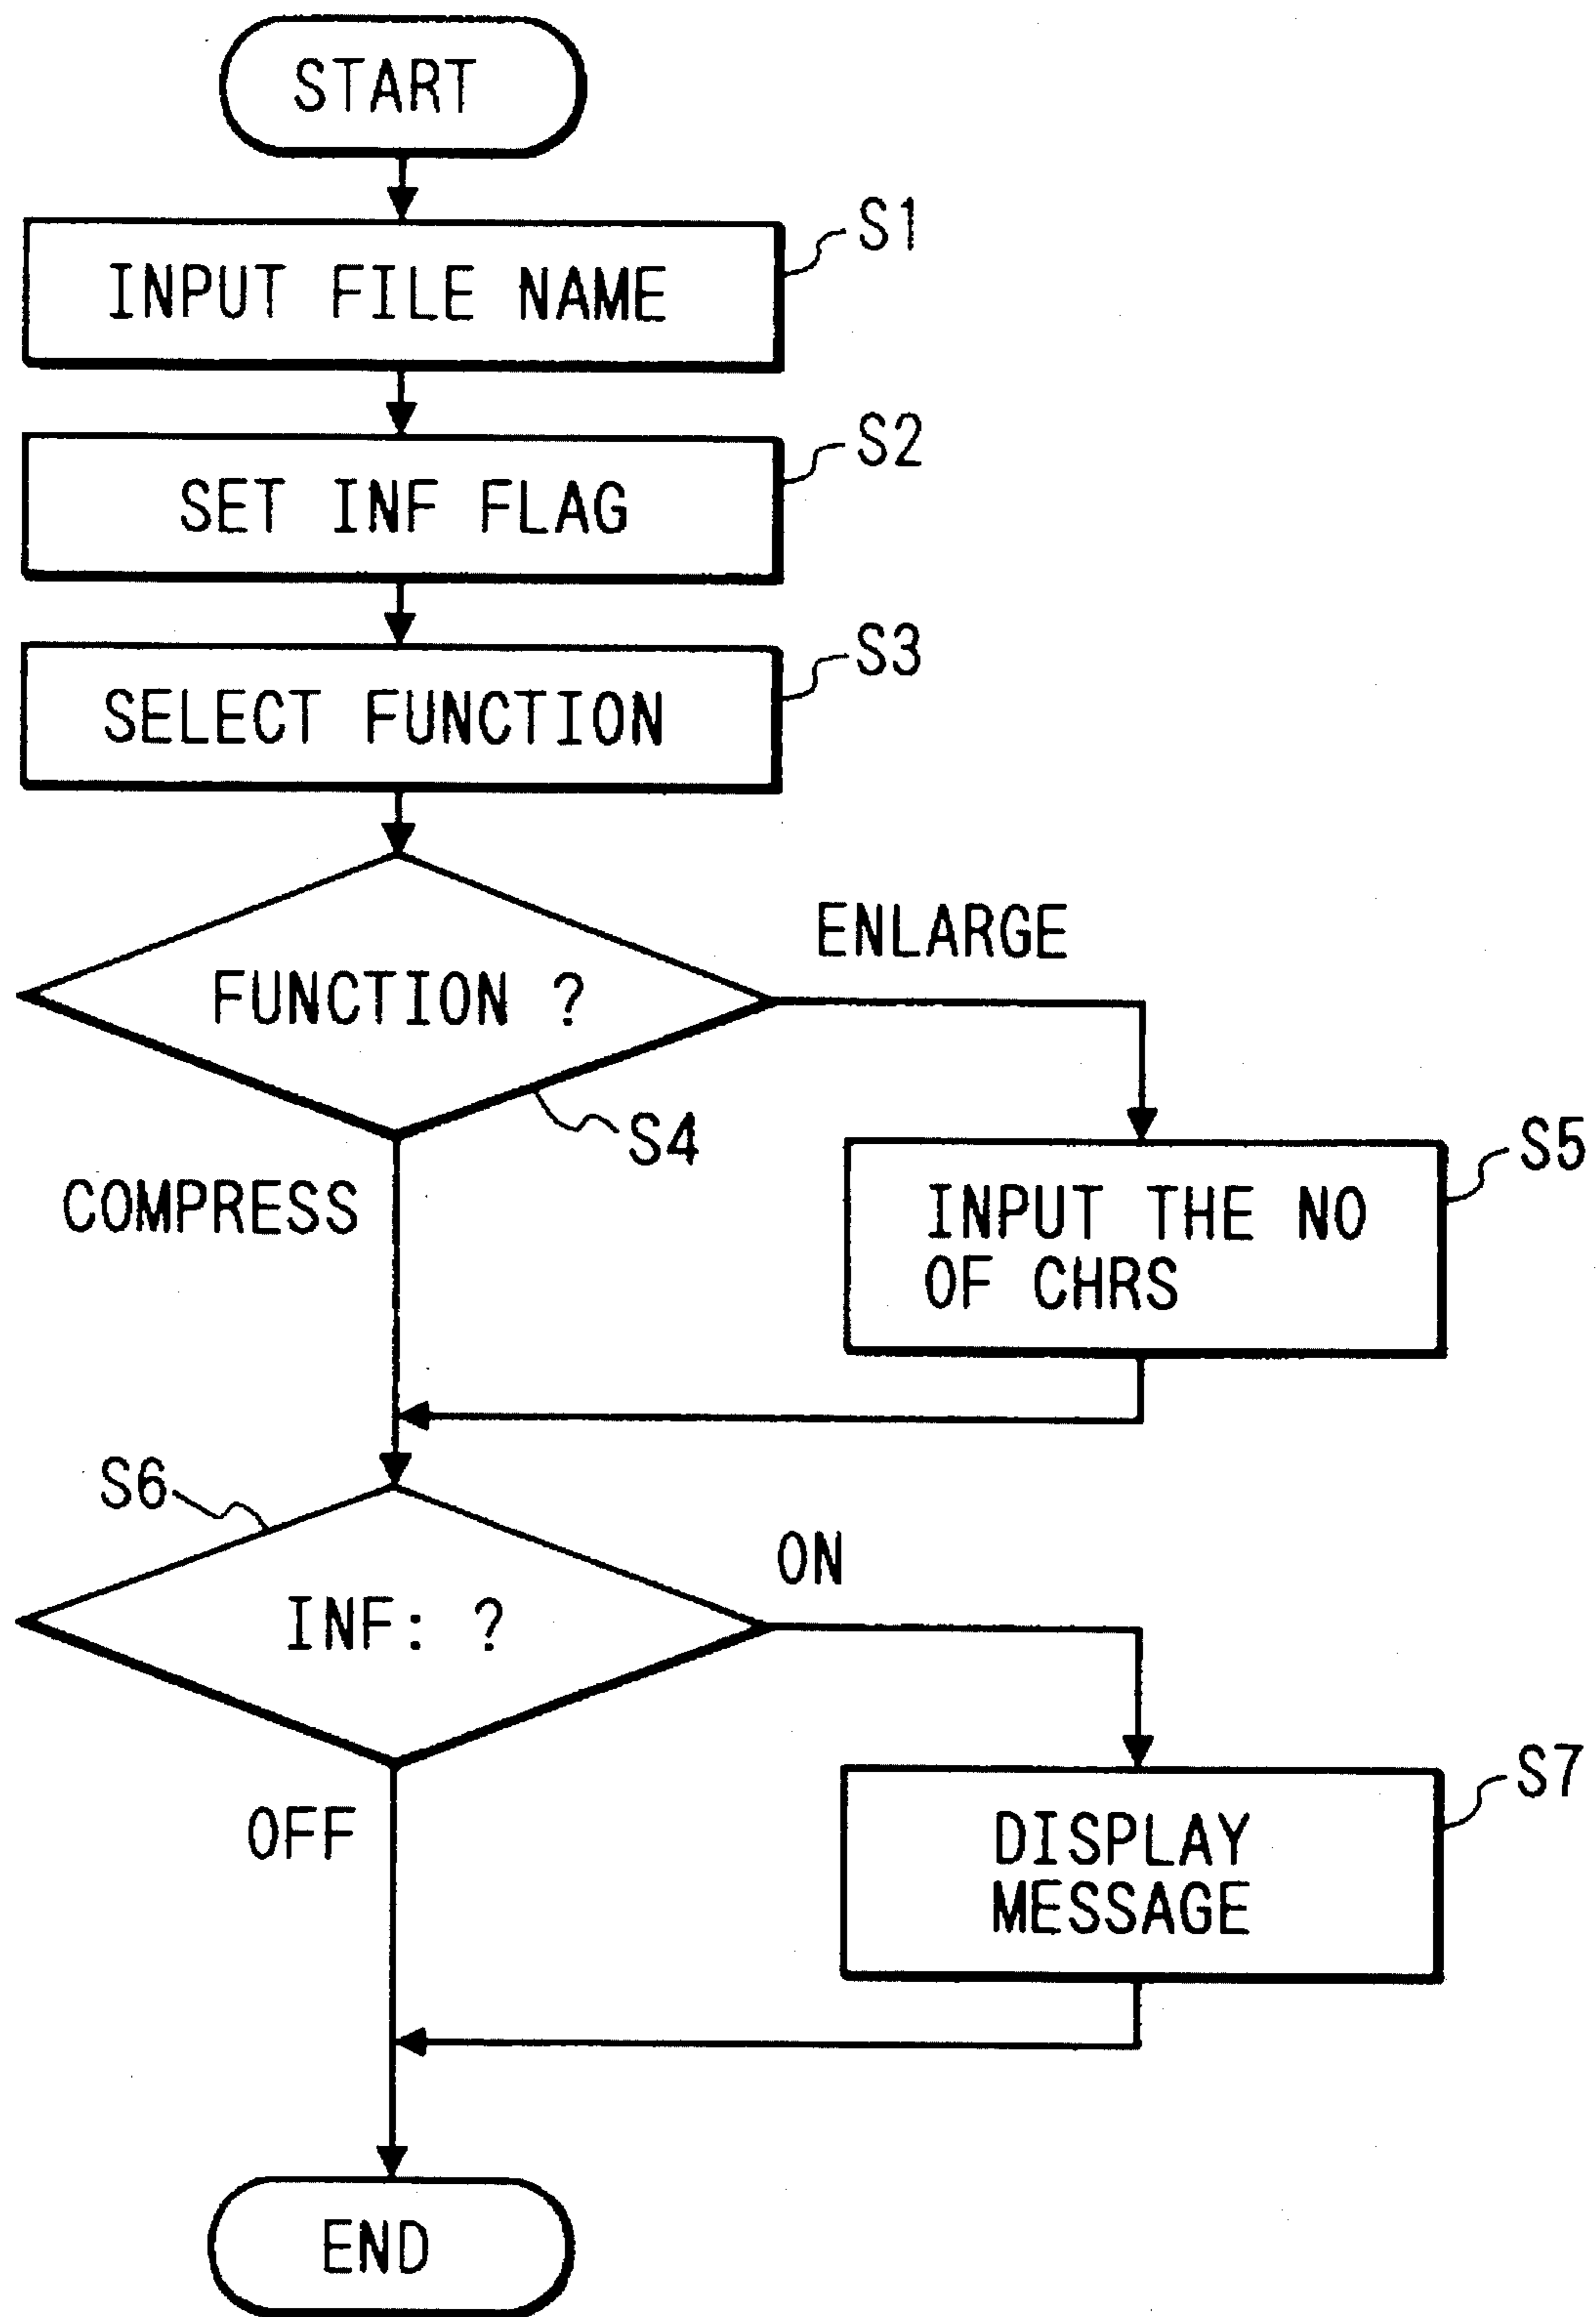 START
S1
INPUT FILE NAME
S2
SET INF FLAG
S3
SELECT FUNCTION
ENLARGE
FUNCTION ?
S4
S5
COMPRESS
INPUT THE NO
OF CHRS
S6
ON
INF: ?
S7
OFF
DISPLAY
MESSAGE
END